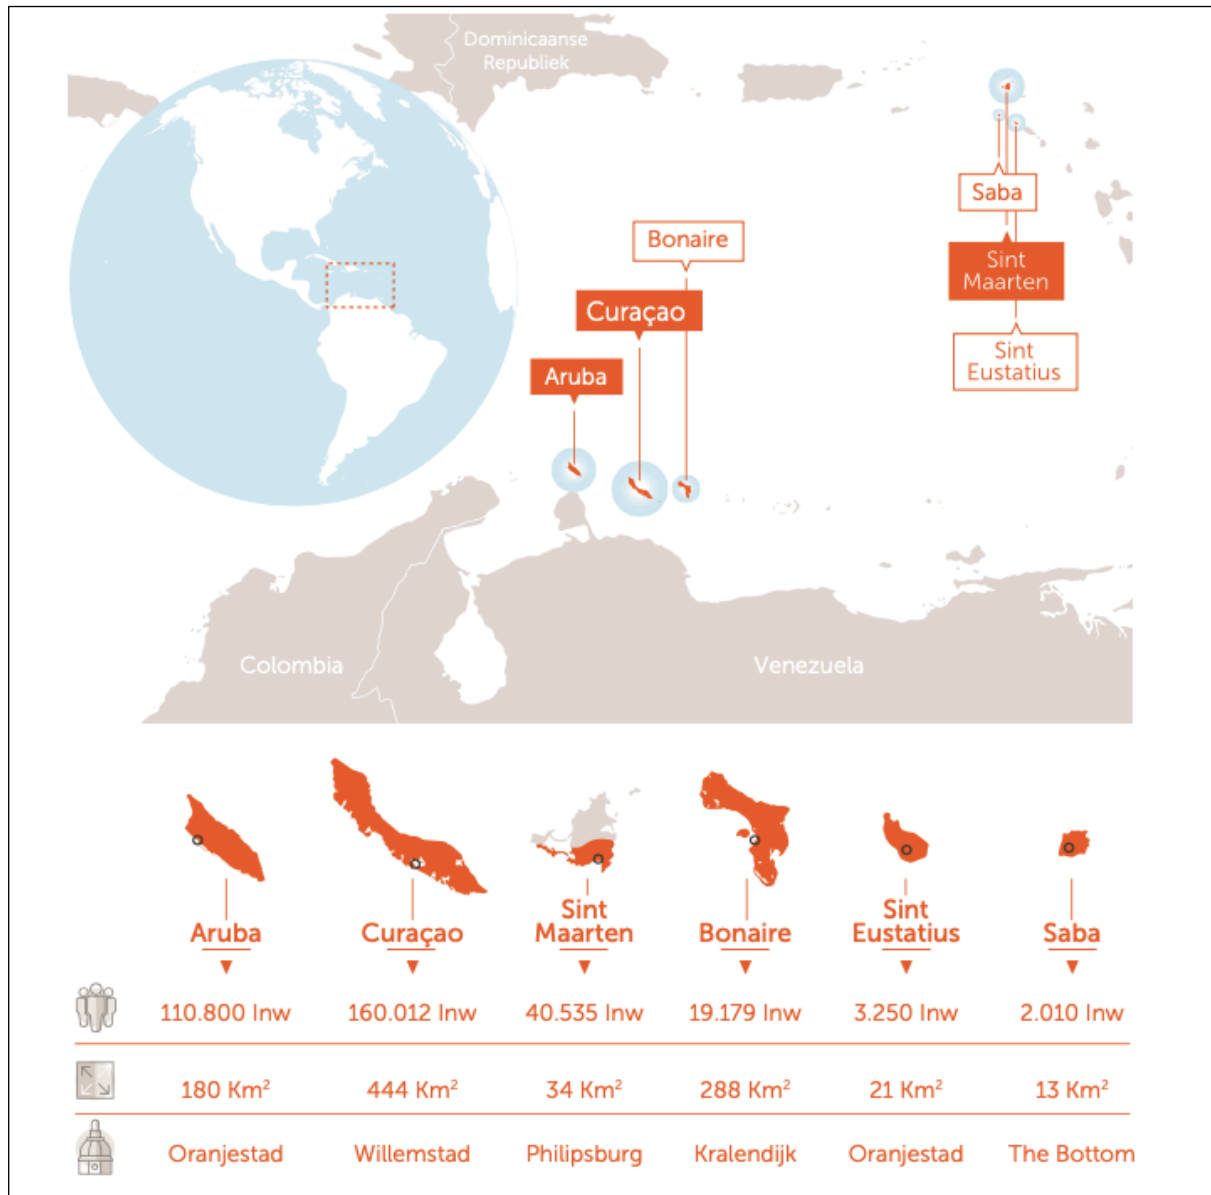 Dominicaanse
Republiek
Saba
Bonaire
Sint
Maarten
Curaçao
Sint
Eustatius
Aruba
Colombia
Venezuela
Aruba
Curaçao
Sint
Maarten
Bonaire
Sint
Eustatius
Saba
110.800 Inw 160.012 Inw 40.535 Inw 19.179 Inw 3.250 Inw 2.010 Inw
180 Km² 444 Km² 34 Km² 288 Km² 21 Km² 13 Km²
Oranjestad Willemstad Philipsburg Kralendijk Oranjestad The Bottom